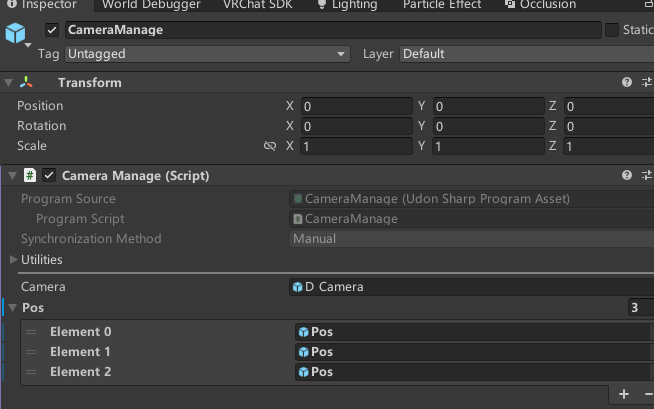 Inspector World Debugger VRChat SDK Lighting Particle Effect Occlusion
CameraManage Static
Tag Untagged Layer Default
Transform
Position X 0 Y 0 Z 0
Rotation X 0 Y 0 Z 0
Scale X 1 Y 1 Z 1
# Camera Manage (Script)
Program Source CameraManage (Udon Sharp Program Asset)
Program Script CameraManage
Synchronization Method Manual
Utilities
Camera D Camera
Pos 3
Element 0 Pos
Element 1 Pos
Element 2 Pos
+ −